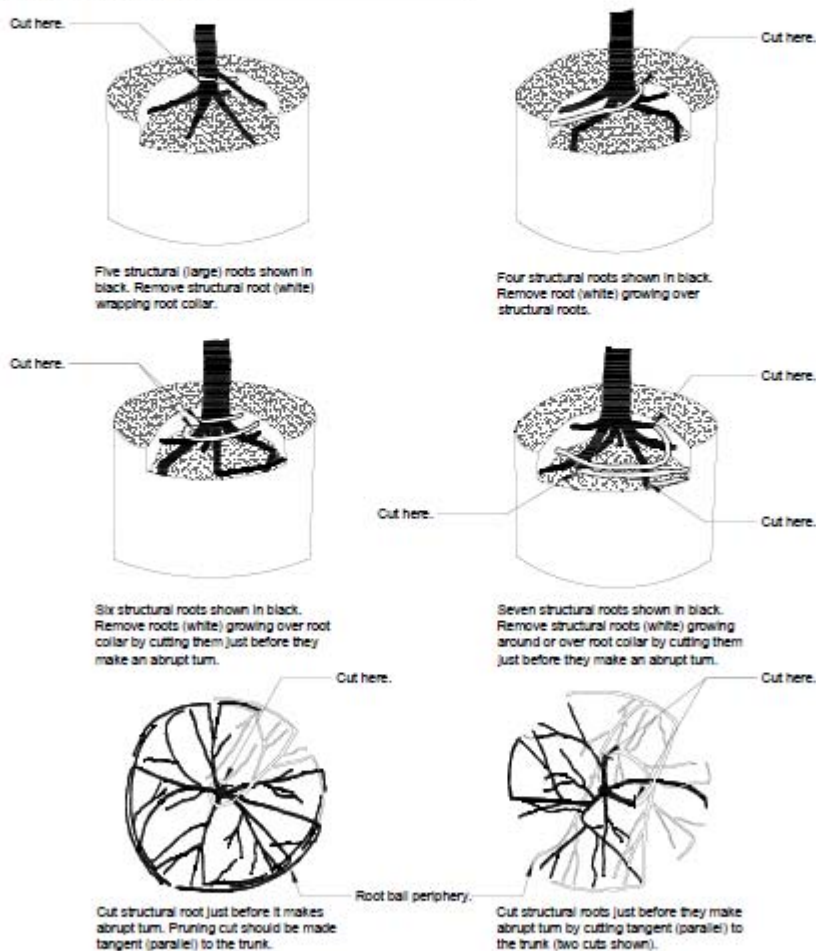 Cut here.
Cut here.
Five structural (large) roots shown in
black. Remove structural root (white)
wrapping root collar.
Four structural roots shown in black.
Remove root (white) growing over
structural roots.
Cut here.
Cut here.
Cut here.
Cut here.
Six structural roots shown in black.
Remove roots (white) growing over root
collar by cutting them just before they
make an abrupt turn.
Seven structural roots shown in black.
Remove structural roots (white) growing
around or over root collar by cutting them
just before they make an abrupt turn.
Cut here.
Cut here.
Root ball periphery.
Cut structural root just before it makes
abrupt turn. Pruning cut should be made
tangent (parallel) to the trunk.
Cut structural roots just before they make
abrupt turn by cutting tangent (parallel) to
the trunk (two cuts shown).